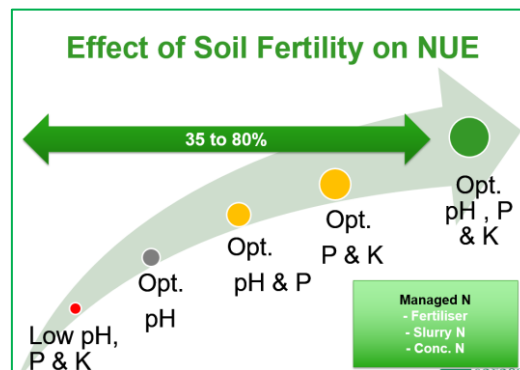 Effect of Soil Fertility on NUE
35 to 80%
Opt.
pH , P
& K
Opt.
P & K
Opt.
pH & P
Opt.
pH
Low pH,
P & K
Managed N
- Fertiliser
- Slurry N
- Conc. N